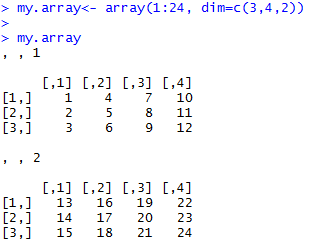 > my.array<- array(1:24, dim=c(3,4,2))
>
> my.array
, , 1
     [,1] [,2] [,3] [,4]
[1,]    1    4    7   10
[2,]    2    5    8   11
[3,]    3    6    9   12
, , 2
     [,1] [,2] [,3] [,4]
[1,]   13   16   19   22
[2,]   14   17   20   23
[3,]   15   18   21   24